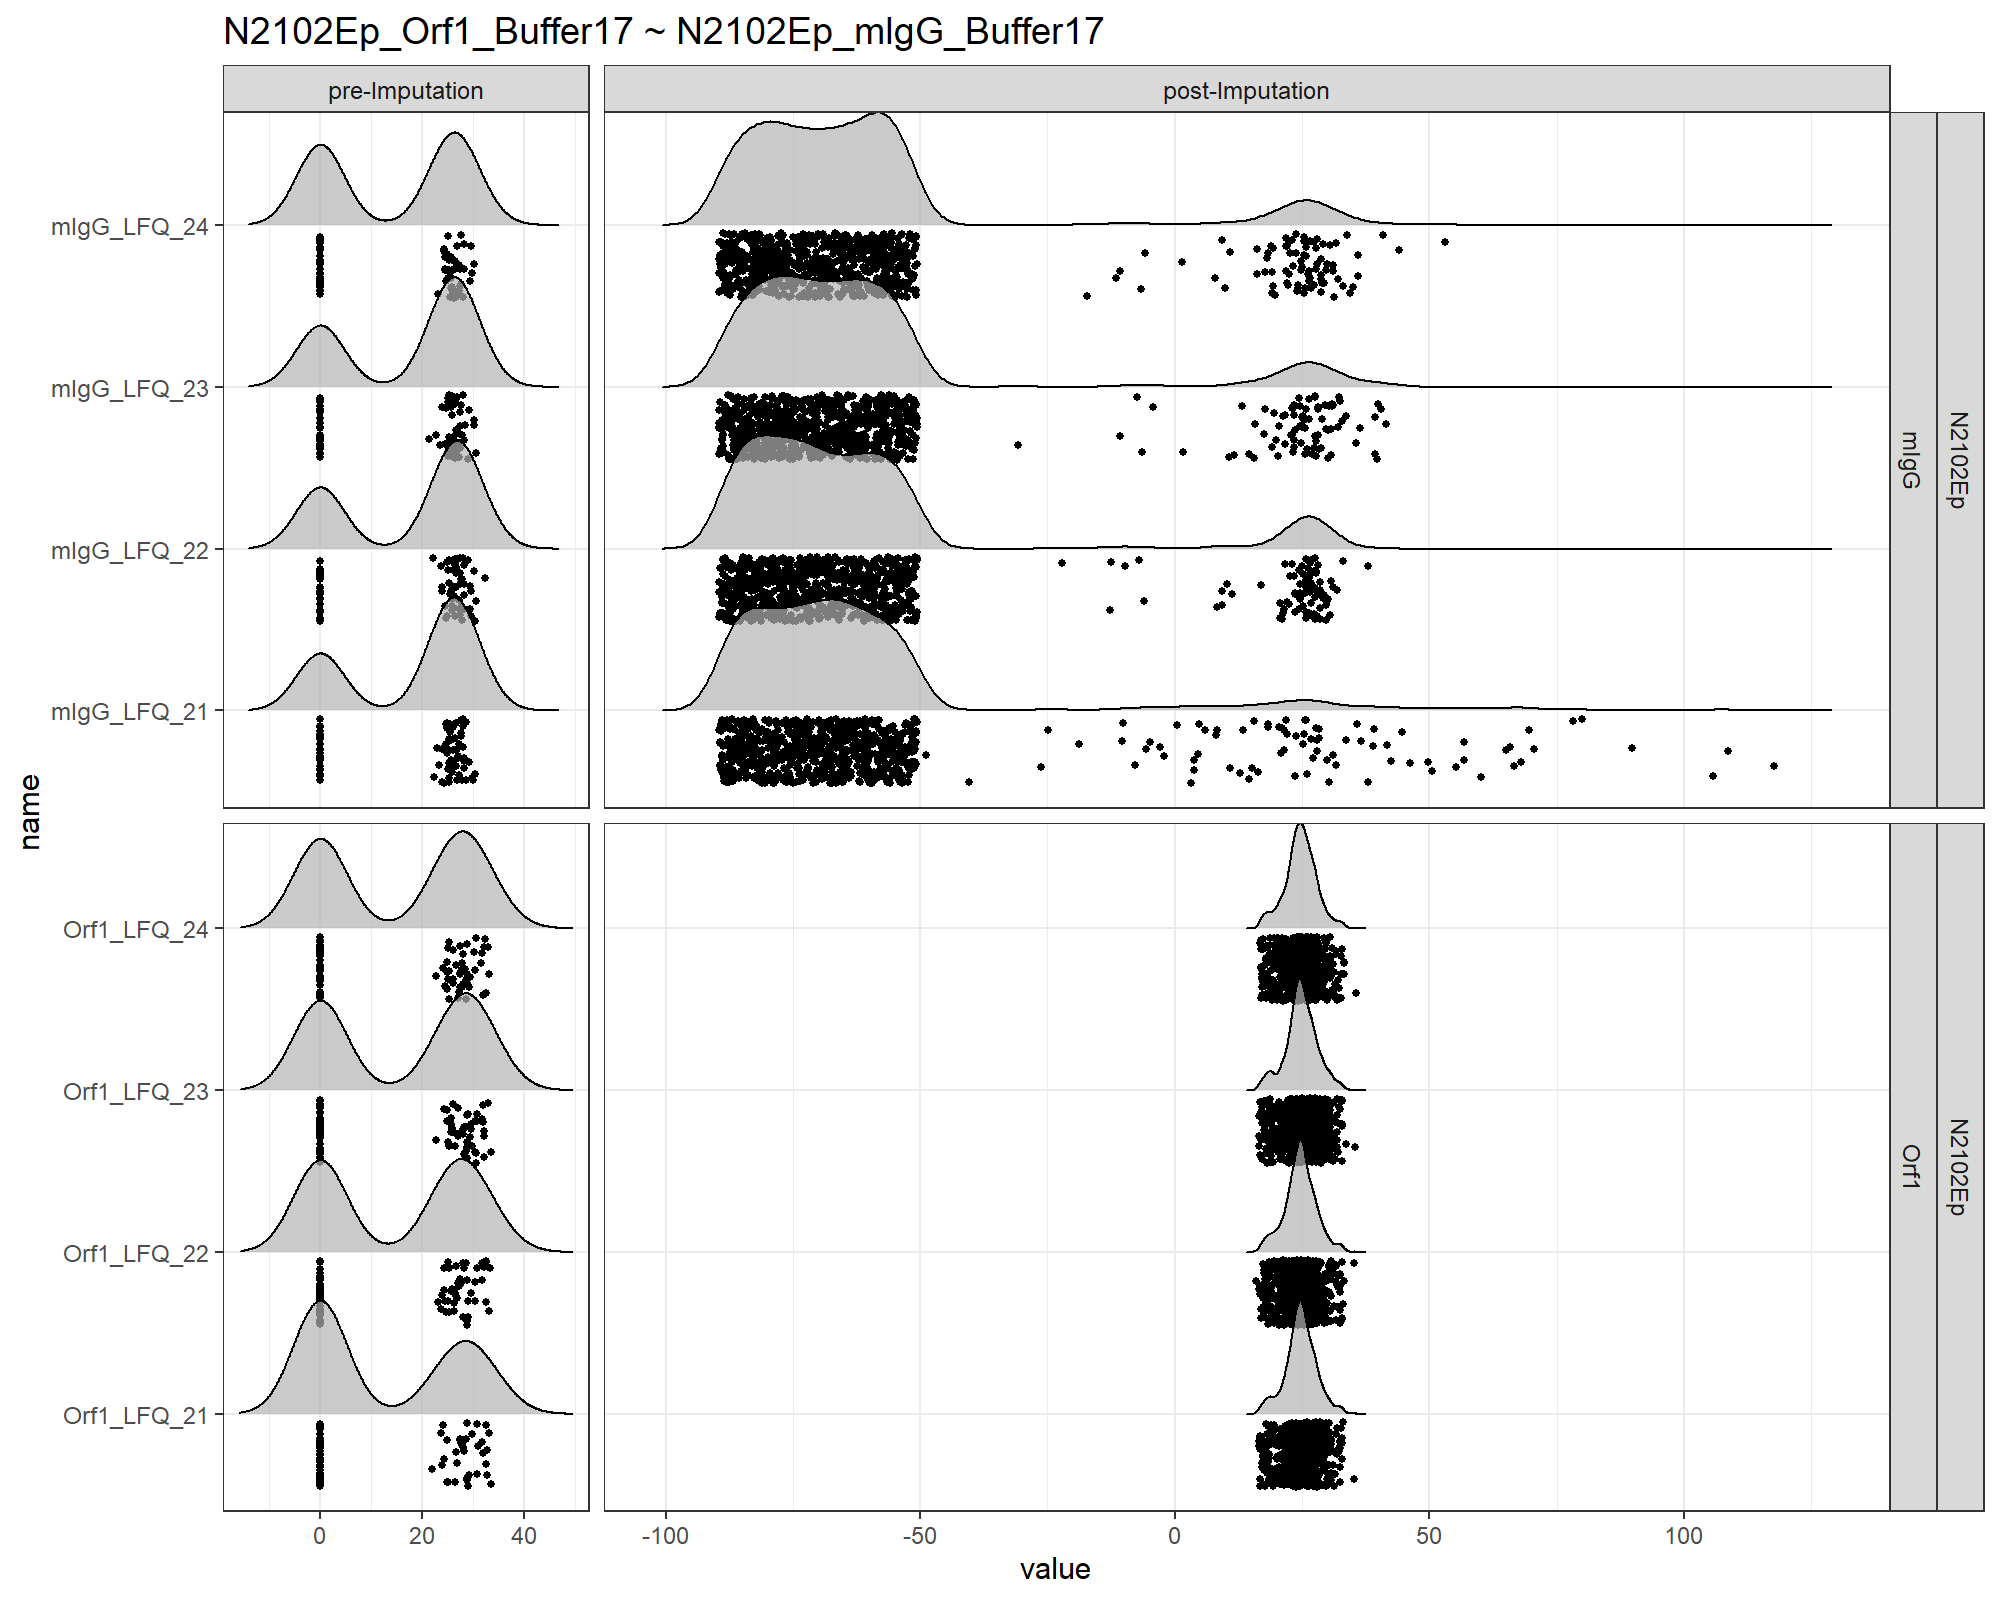 N2102Ep_Orf1_Buffer17 ~ N2102Ep_mIgG_Buffer17
pre-Imputation
post-Imputation
mIgG_LFQ_24
mIgG_LFQ_23
mIgG_LFQ_22
mIgG_LFQ_21
mIgG
N2102Ep
name
Orf1_LFQ_24
Orf1_LFQ_23
Orf1_LFQ_22
Orf1_LFQ_21
Orf1
N2102Ep
0 20 40
-100 -50 0 50 100
value